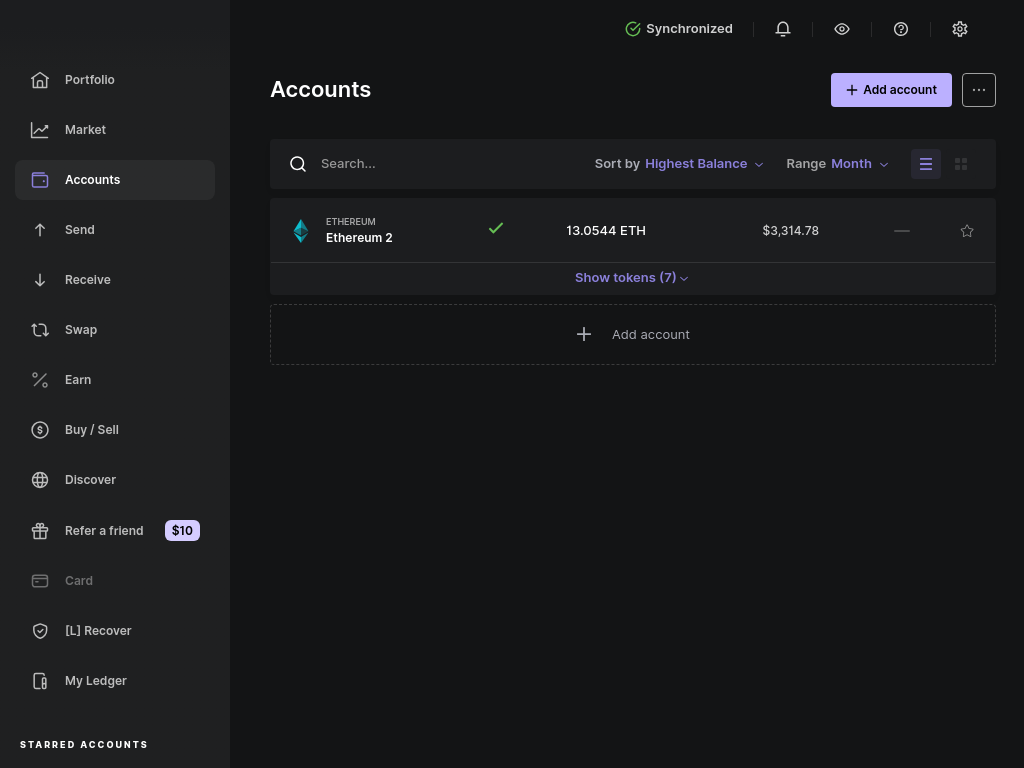 Synchronized
Portfolio
Market
Accounts
Send
Receive
Swap
Earn
Buy / Sell
Discover
Refer a friend $10
Card
[L] Recover
My Ledger
STARRED ACCOUNTS
Accounts
Add account
Search...
Sort by Highest Balance
Range Month
ETHEREUM
Ethereum 2
13.0544 ETH
$3,314.78
Show tokens (7)
Add account